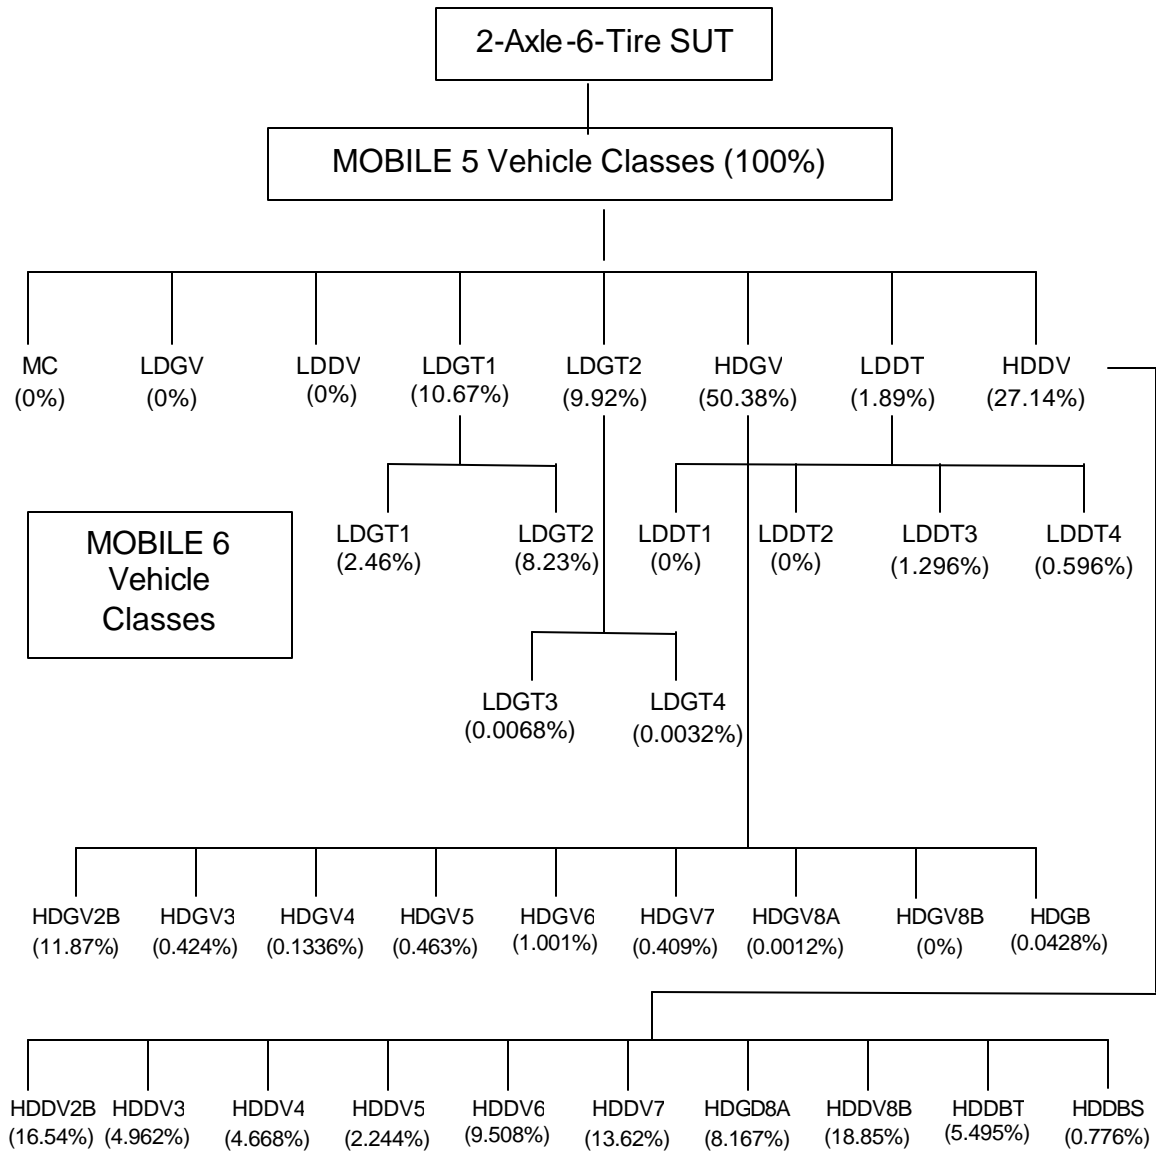 2-Axle-6-Tire SUT
MOBILE 5 Vehicle Classes (100%)
MC LDGV LDDV LDGT1 LDGT2 HDGV LDDT HDDV
(0%) (0%) (0%) (10.67%) (9.92%) (50.38%) (1.89%) (27.14%)
MOBILE 6
Vehicle
Classes
LDGT1 LDGT2 LDDT1 LDDT2 LDDT3 LDDT4
(2.46%) (8.23%) (0%) (0%) (1.296%) (0.596%)
LDGT3 LDGT4
(0.0068%) (0.0032%)
HDGV2B HDGV3 HDGV4 HDGV5 HDGV6 HDGV7 HDGV8A HDGV8B HDGB
(11.87%) (0.424%) (0.1336%) (0.463%) (1.001%) (0.409%) (0.0012%) (0%) (0.0428%)
HDDV2B HDDV3 HDDV4 HDDV5 HDDV6 HDDV7 HDGD8A HDDV8B HDDBT HDDBS
(16.54%) (4.962%) (4.668%) (2.244%) (9.508%) (13.62%) (8.167%) (18.85%) (5.495%) (0.776%)